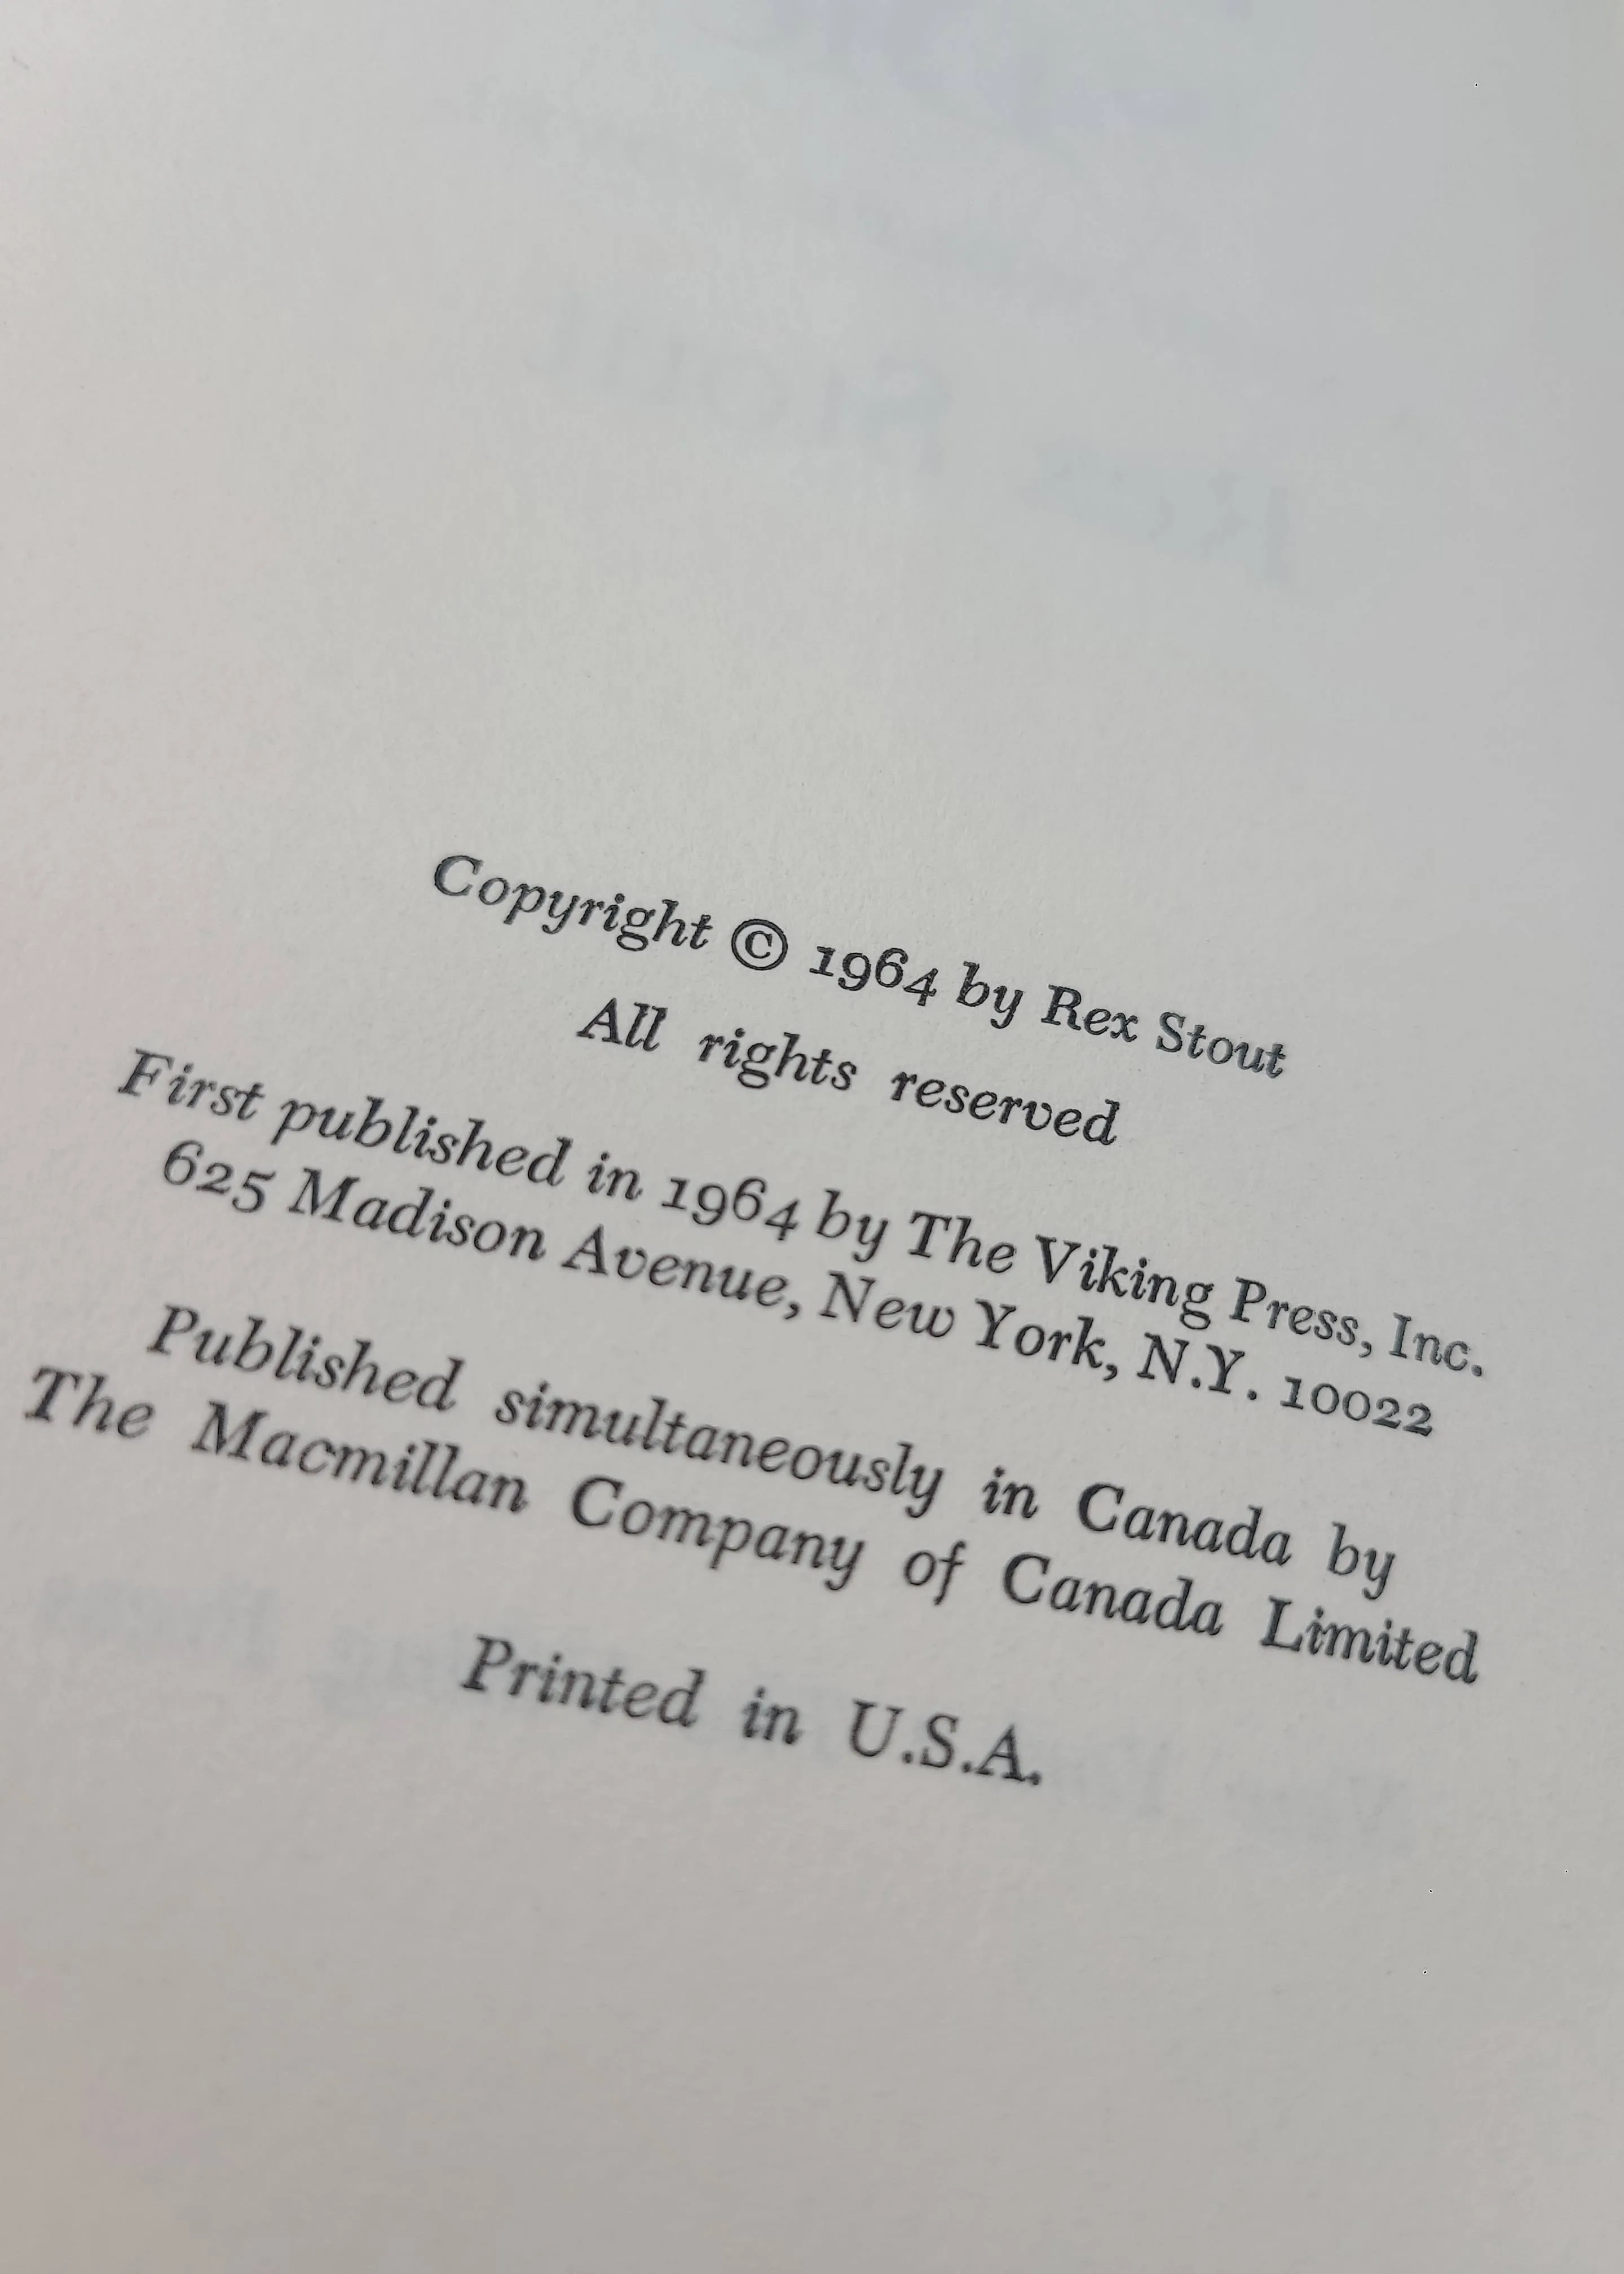 Copyright © 1964 by Rex Stout
All rights reserved
First published in 1964 by The Viking Press, Inc.
625 Madison Avenue, New York, N.Y. 10022
Published simultaneously in Canada by
The Macmillan Company of Canada Limited
Printed in U.S.A.